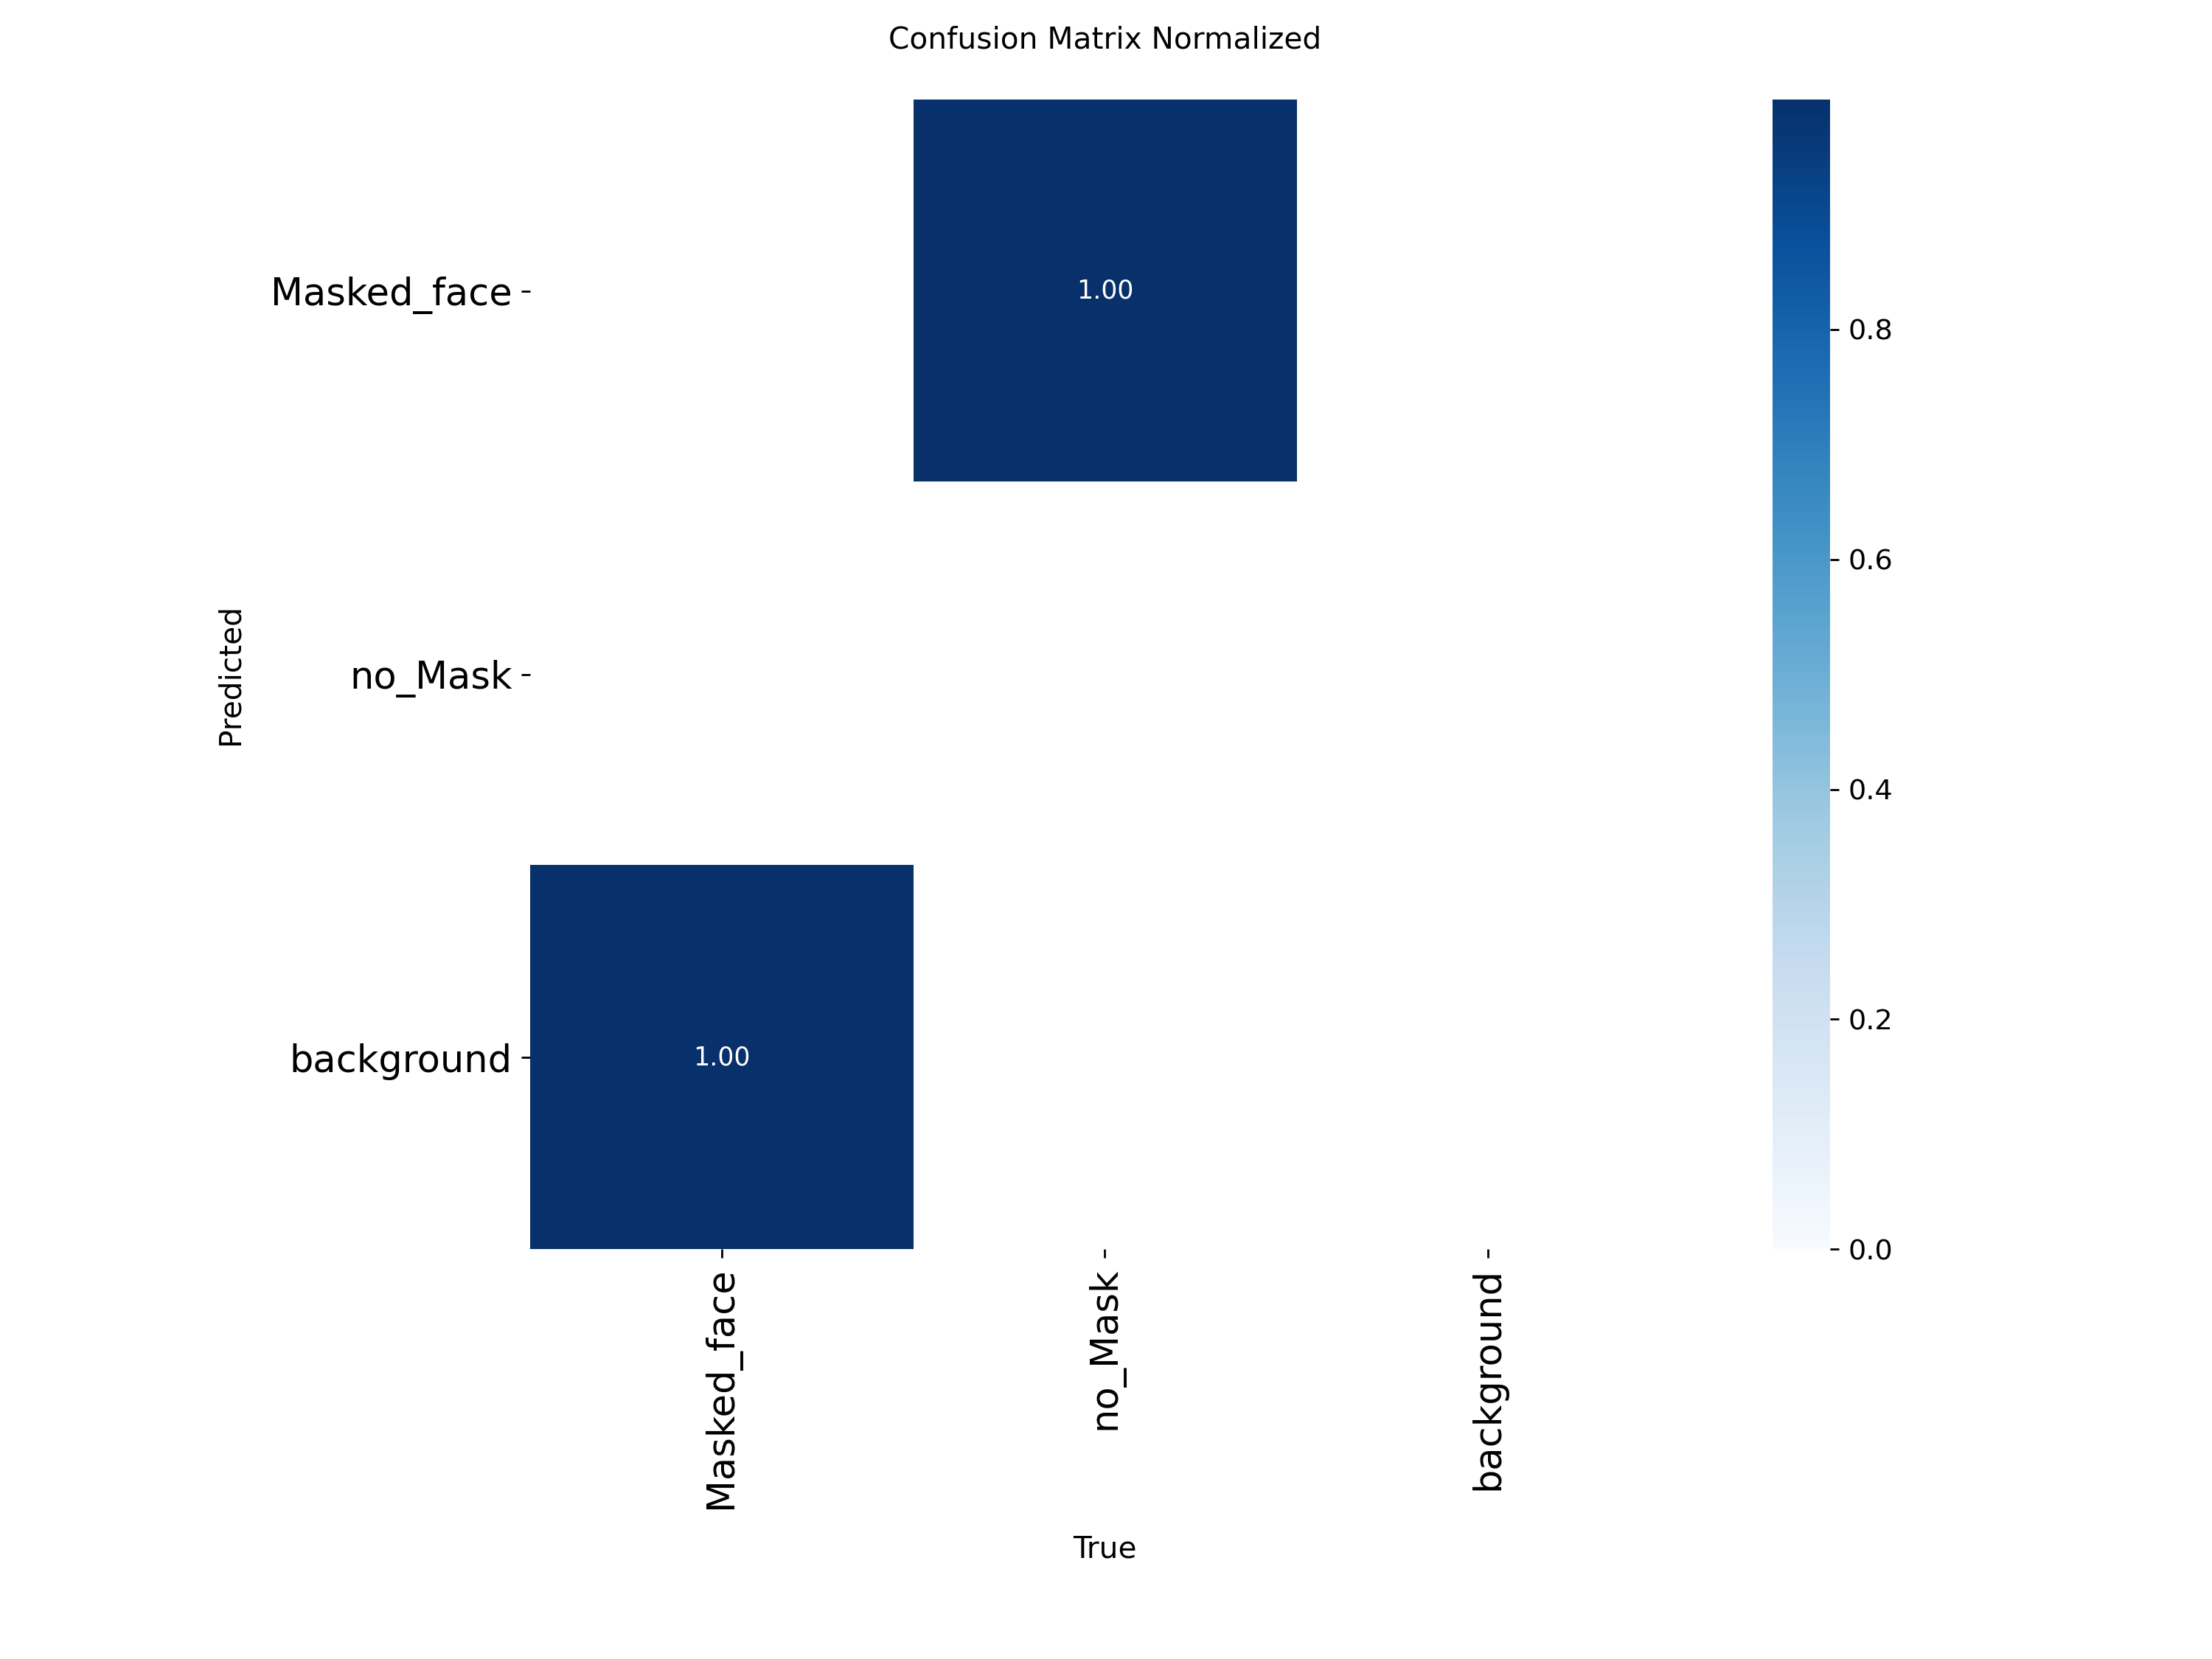 Confusion Matrix Normalized
Masked_face
1.00
0.8
0.6
Predicted
no_Mask
0.4
0.2
background
1.00
0.0
Masked_face
no_Mask
background
True